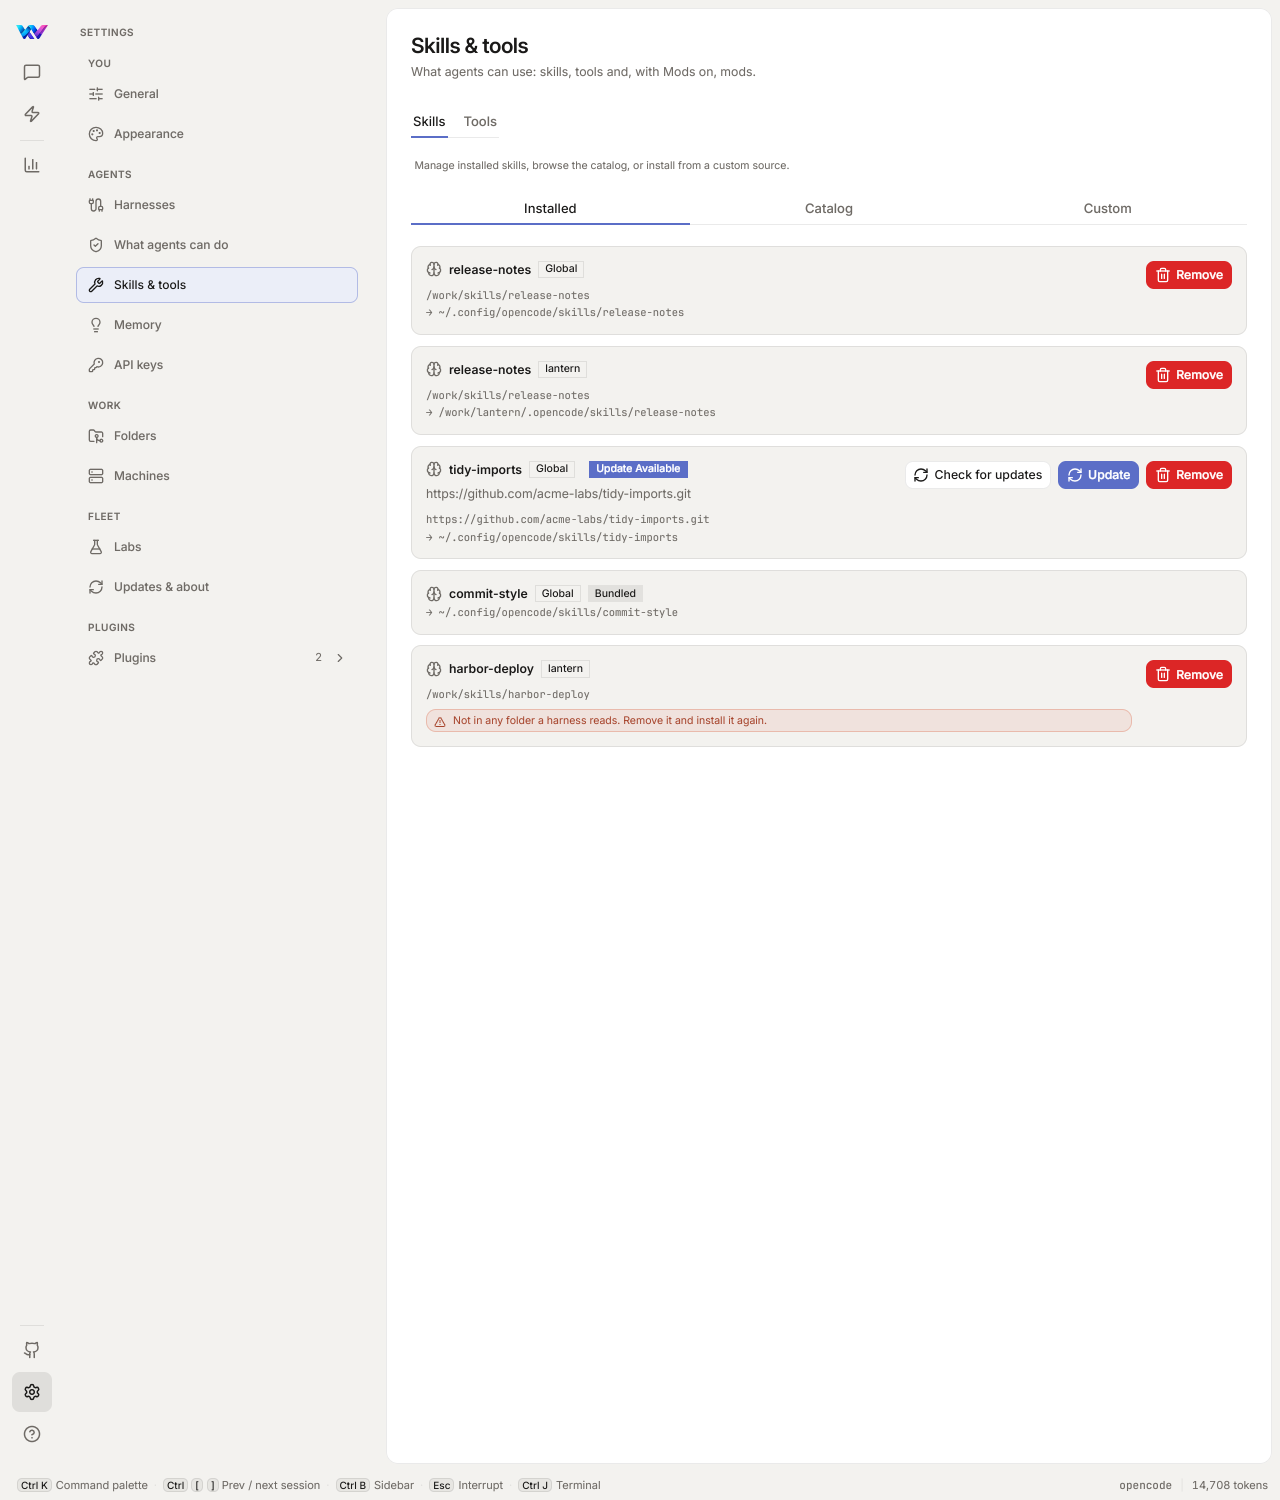 SETTINGS
YOU
General
Appearance
AGENTS
Harnesses
What agents can do
Skills & tools
Memory
API keys
WORK
Folders
Machines
FLEET
Labs
Updates & about
PLUGINS
Plugins 2
Skills & tools
What agents can use: skills, tools and, with Mods on, mods.
Skills Tools
Manage installed skills, browse the catalog, or install from a custom source.
Installed Catalog Custom
release-notes Global Remove
/work/skills/release-notes
→ ~/.config/opencode/skills/release-notes
release-notes lantern Remove
/work/skills/release-notes
→ /work/lantern/.opencode/skills/release-notes
tidy-imports Global Update Available Check for updates Update Remove
https://github.com/acme-labs/tidy-imports.git
https://github.com/acme-labs/tidy-imports.git
→ ~/.config/opencode/skills/tidy-imports
commit-style Global Bundled
→ ~/.config/opencode/skills/commit-style
harbor-deploy lantern Remove
/work/skills/harbor-deploy
Not in any folder a harness reads. Remove it and install it again.
Ctrl K Command palette Ctrl [ ] Prev / next session Ctrl B Sidebar Esc Interrupt Ctrl J Terminal opencode 14,708 tokens